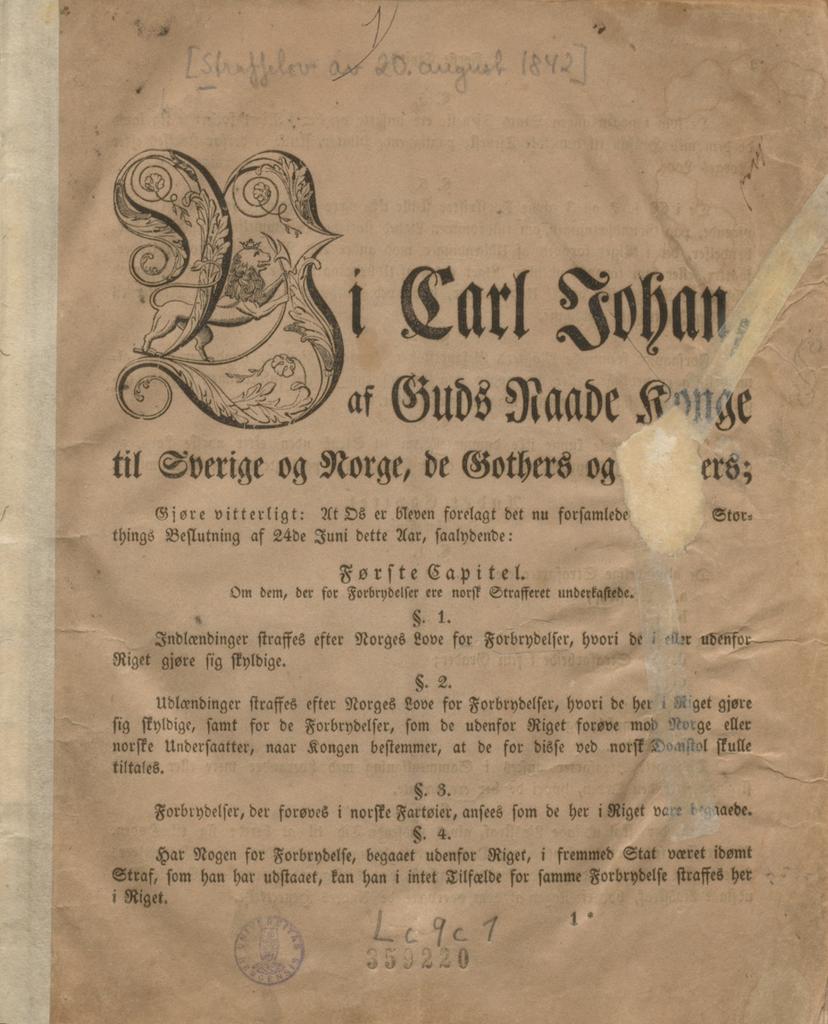 [Straffelov av 20. august 1842]
Vi Carl Johan
af Guds Naade Konge
til Sverige og Norge, de Gothers og ers;
Gjøre vitterligt: At Os er bleven forelagt det nu forsamlede Stor-
things Beslutning af 24de Juni dette Aar, saalydende:
Første Capitel.
Om dem, der for Forbrydelser ere norsk Strafferet underkastede.
§. 1.
Indlændinger straffes efter Norges Love for Forbrydelser, hvori de i eller udenfor
Riget gjøre sig skyldige.
§. 2.
Udlændinger straffes efter Norges Love for Forbrydelser, hvori de her i Riget gjøre
sig skyldige, samt for de Forbrydelser, som de udenfor Riget forøve mod Norge eller
norske Undersaatter, naar Kongen bestemmer, at de for disse ved norsk Domstol skulle
tiltales.
§. 3.
Forbrydelser, der forøves i norske Fartøier, ansees som de her i Riget vare begaaede.
§. 4.
Har Nogen for Forbrydelse, begaaet udenfor Riget, i fremmed Stat været idømt
Straf, som han har udstaaet, kan han i intet Tilfælde for samme Forbrydelse straffes her
i Riget.
1*
Lc9c1
359220